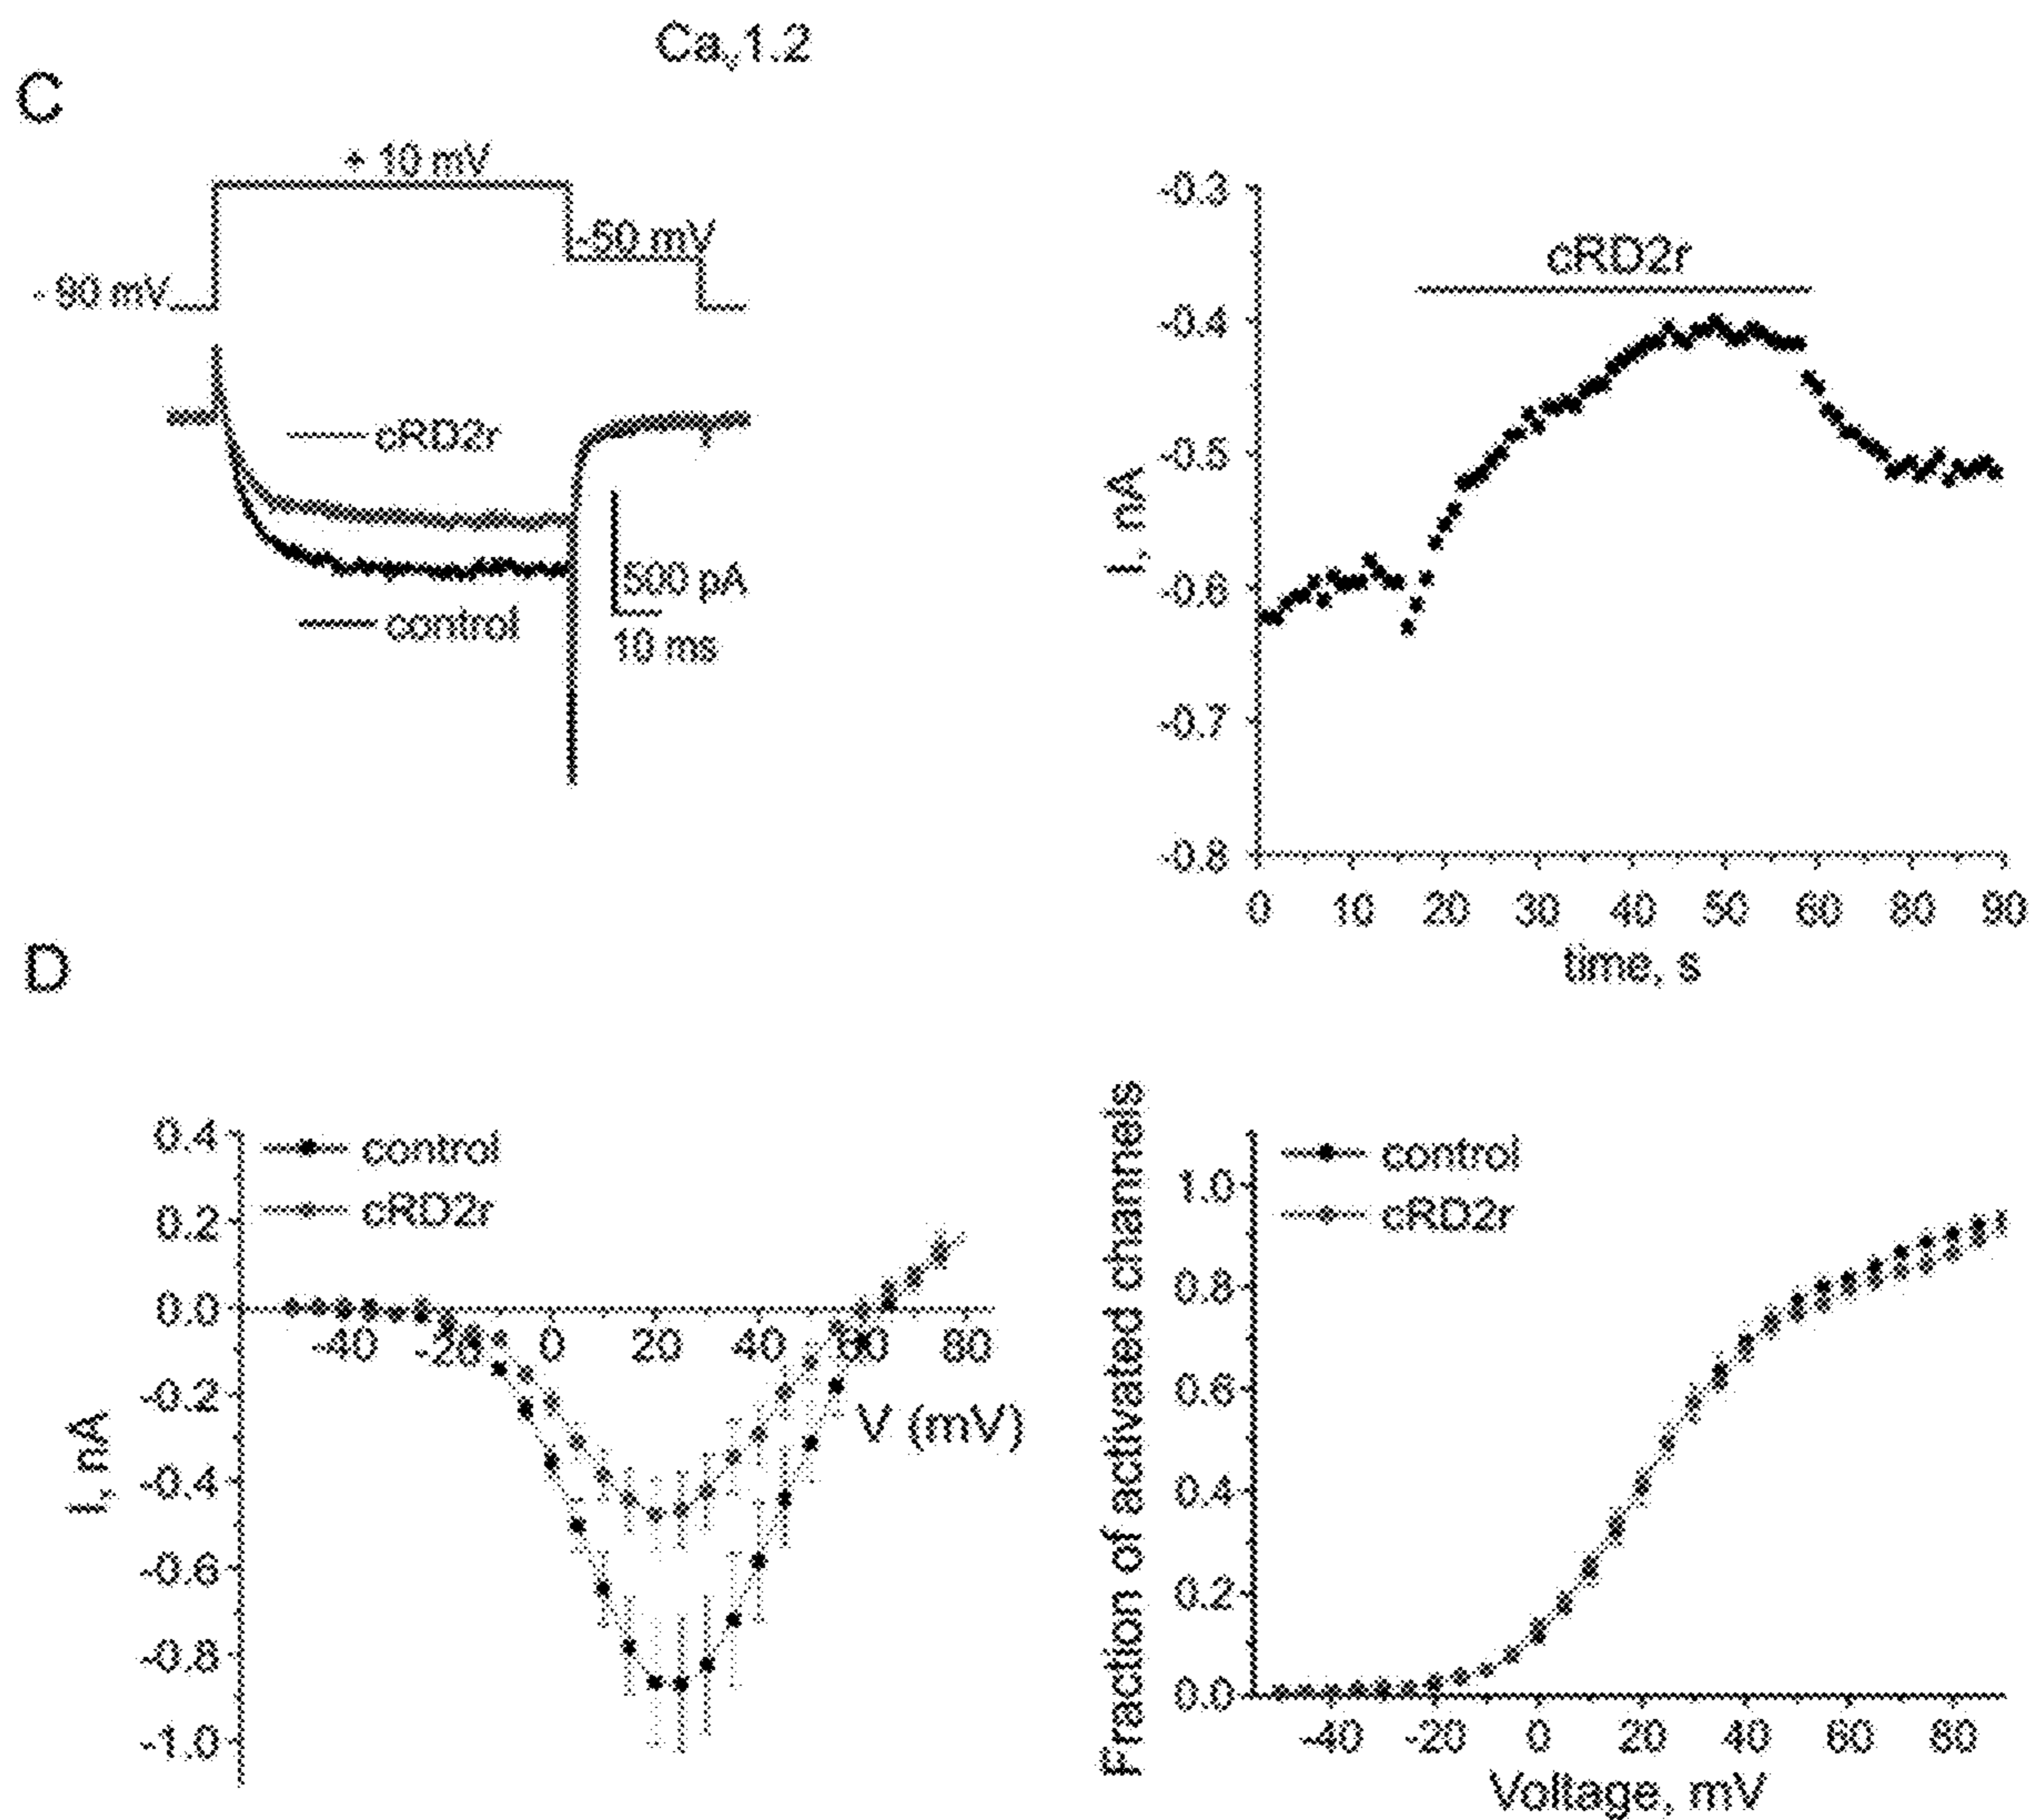 Cav1.2
C
+ 10 mV
-50 mV
- 90 mV
cRD2r
500 pA
control
10 ms
-0.3
cRD2r
-0.4
-0.5
I, nA
-0.6
-0.7
-0.8
0 10 20 30 40 50 60 80 90
time, s
D
0.4
control
0.2
cRD2r
0.0
-40 -20 0 20 40 60 80
-0.2
V (mV)
I, nA
-0.4
-0.6
-0.8
-1.0
Fraction of activated channels
control
1.0
cRD2r
0.8
0.6
0.4
0.2
0.0
-40 -20 0 20 40 60 80
Voltage, mV